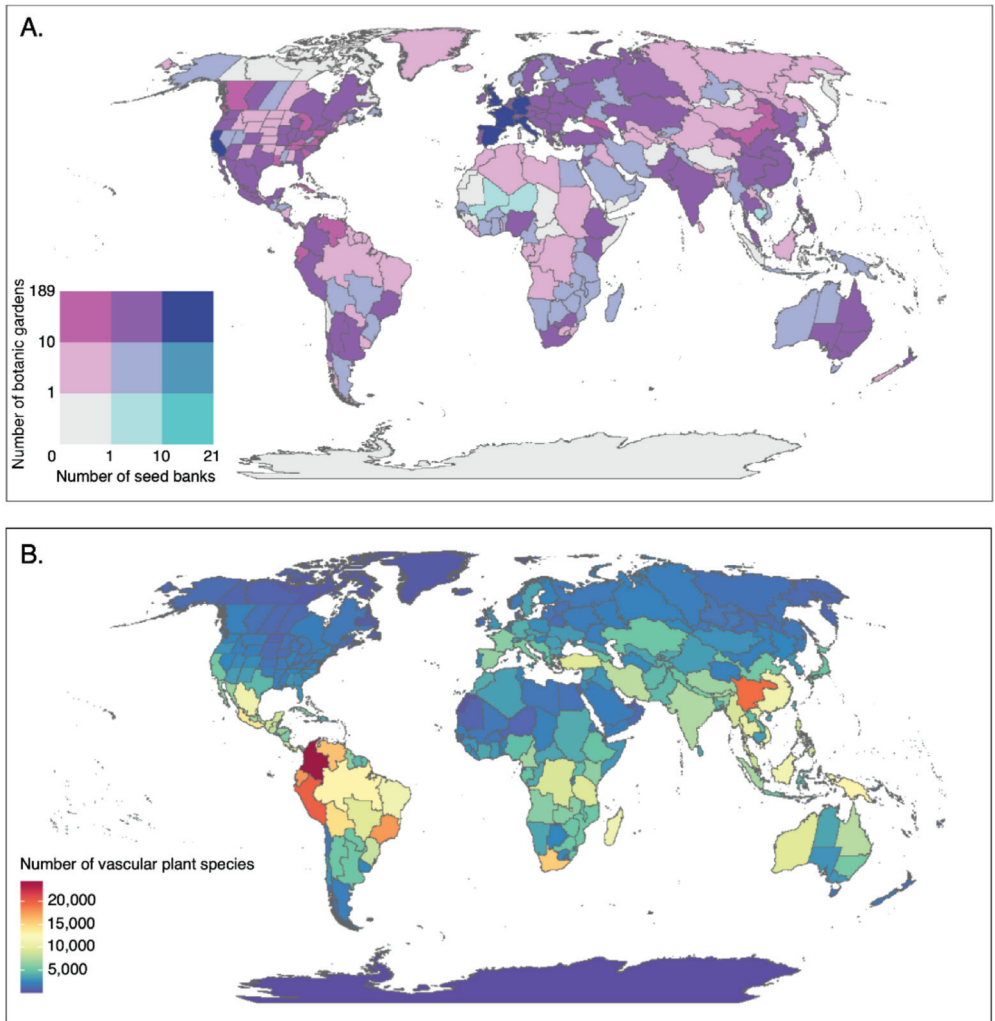 A.
Number of botanic gardens
189
10
1
0 1 10 21
Number of seed banks
B.
Number of vascular plant species
20,000
15,000
10,000
5,000